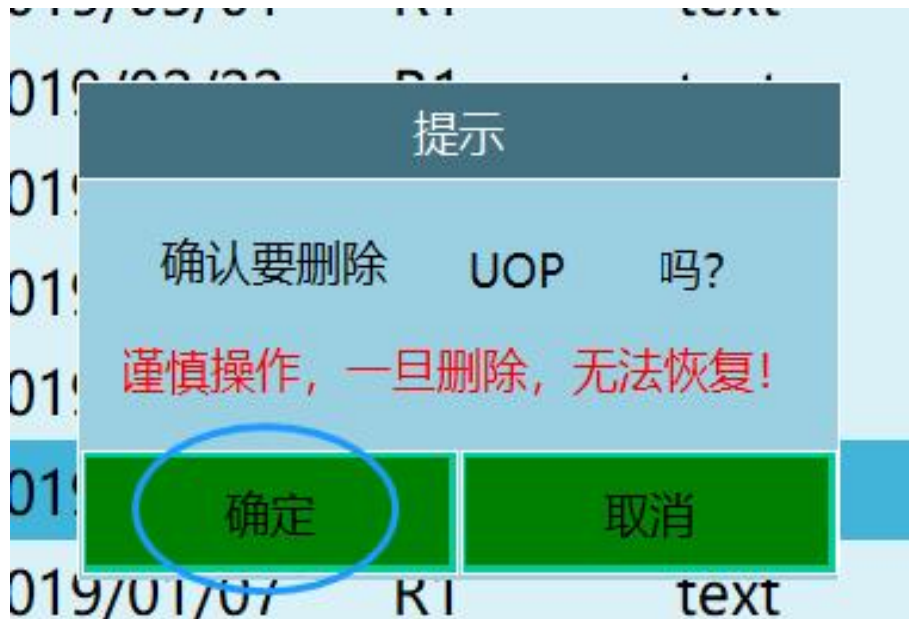 text
提示
确认要删除 UOP 吗?
谨慎操作，一旦删除，无法恢复!
确定 取消
019/01/07 R1 text